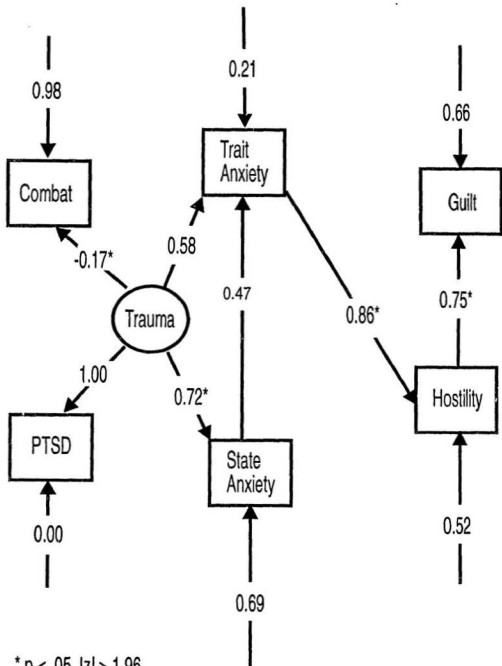 0.21
0.98
0.66
Trait
Anxiety
Combat
Guilt
-0.17*
0.58
0.47
0.75*
Trauma
0.86*
1.00
0.72*
Hostility
PTSD
State
Anxiety
0.00
0.52
0.69
* p < .05, |z| > 1.96